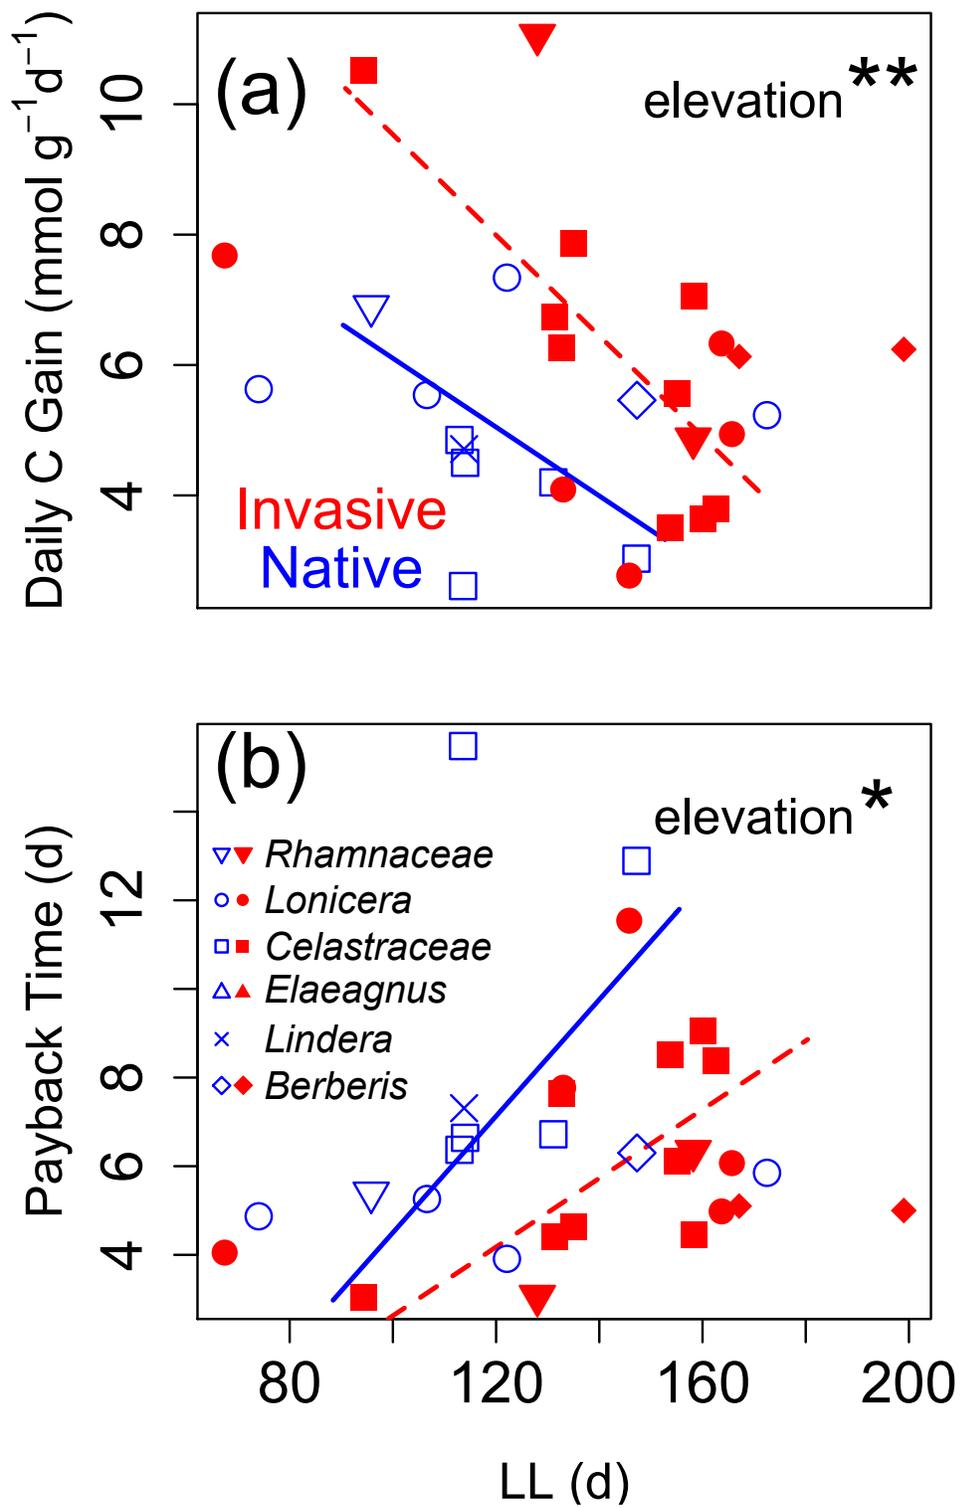 Daily C Gain (mmol g⁻¹d⁻¹)
10
8
6
4
(a)
elevation**
Invasive
Native
Payback Time (d)
12
8
6
4
(b)
elevation*
Rhamnaceae
Lonicera
Celastraceae
Elaeagnus
Lindera
Berberis
80 120 160 200
LL (d)